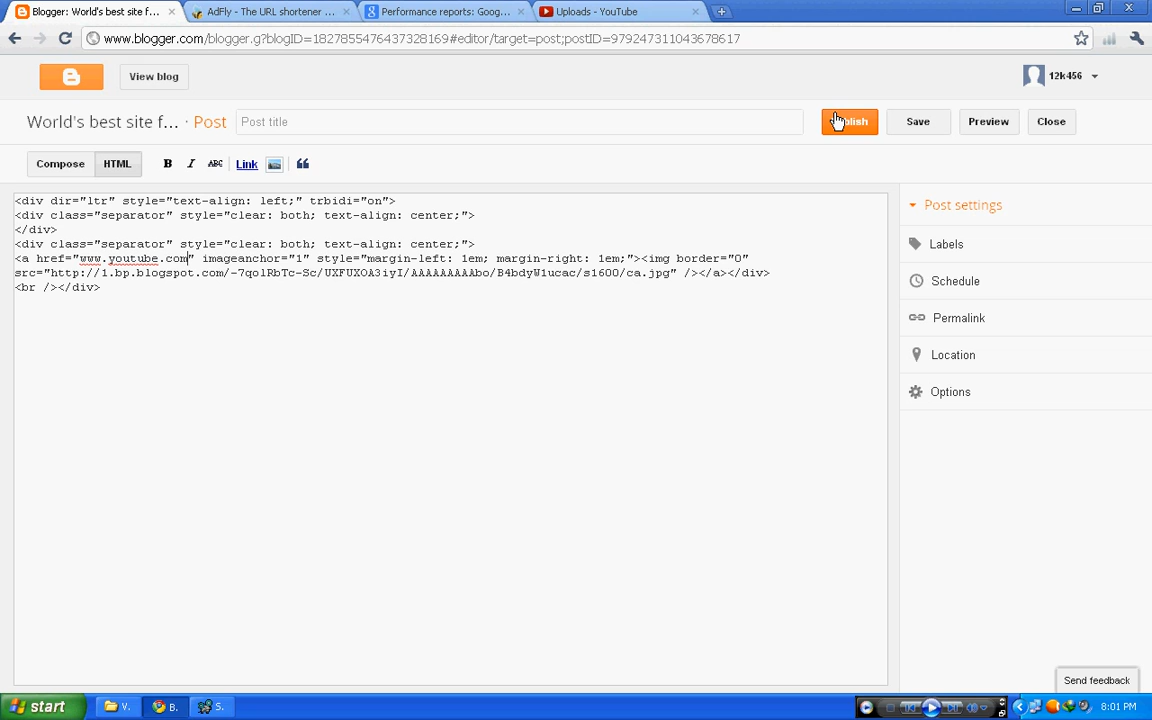 Blogger: World's best site f...
AdFly - The URL shortener ...
Performance reports: Goog...
Uploads - YouTube
www.blogger.com/blogger.g?blogID=1827855476437328169#editor/target=post;postID=979247311043678617
View blog
12k456
World's best site f... · Post
Post title
Save
Preview
Close
Compose
HTML
B
I
ABC
Link
<div dir="ltr" style="text-align: left;" trbidi="on">
<div class="separator" style="clear: both; text-align: center;">
</div>
<div class="separator" style="clear: both; text-align: center;">
<a href="www.youtube.com" imageanchor="1" style="margin-left: 1em; margin-right: 1em;"><img border="0"
src="http://1.bp.blogspot.com/-7qolRbTc-Sc/UXFUXOA3iyI/AAAAAAAAAbo/B4bdyW1ucac/s1600/ca.jpg" /></a></div>
<br /></div>
Post settings
Labels
Schedule
Permalink
Location
Options
Send feedback
start
V.
B.
S.
8:01 PM